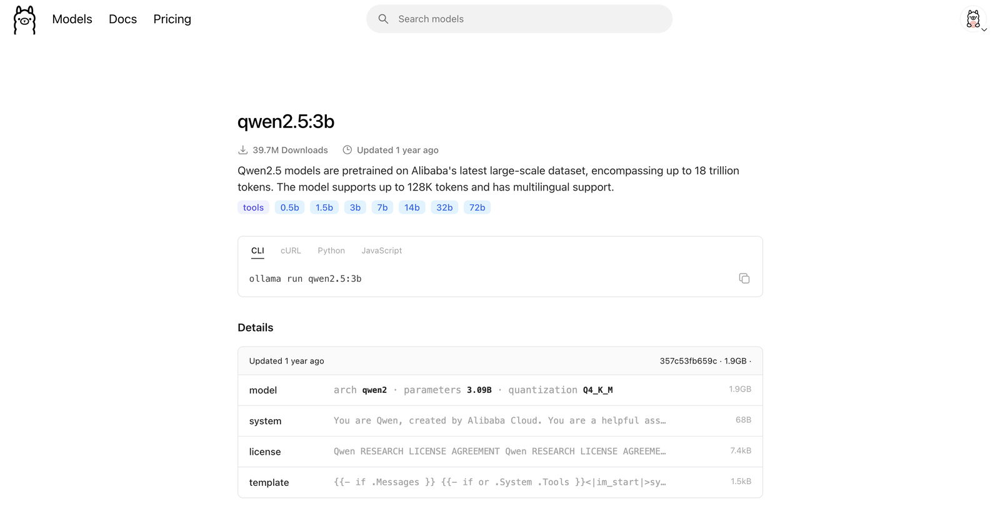 Models Docs Pricing
Search models
qwen2.5:3b
39.7M Downloads Updated 1 year ago
Qwen2.5 models are pretrained on Alibaba's latest large-scale dataset, encompassing up to 18 trillion
tokens. The model supports up to 128K tokens and has multilingual support.
tools 0.5b 1.5b 3b 7b 14b 32b 72b
CLI cURL Python JavaScript
ollama run qwen2.5:3b
Details
Updated 1 year ago 357c53fb659c · 1.9GB ·
model arch qwen2 · parameters 3.09B · quantization Q4_K_M 1.9GB
system You are Qwen, created by Alibaba Cloud. You are a helpful ass… 68B
license Qwen RESEARCH LICENSE AGREEMENT Qwen RESEARCH LICENSE AGREEME… 7.4kB
template {{- if .Messages }} {{- if or .System .Tools }}<|im_start|>sy… 1.5kB